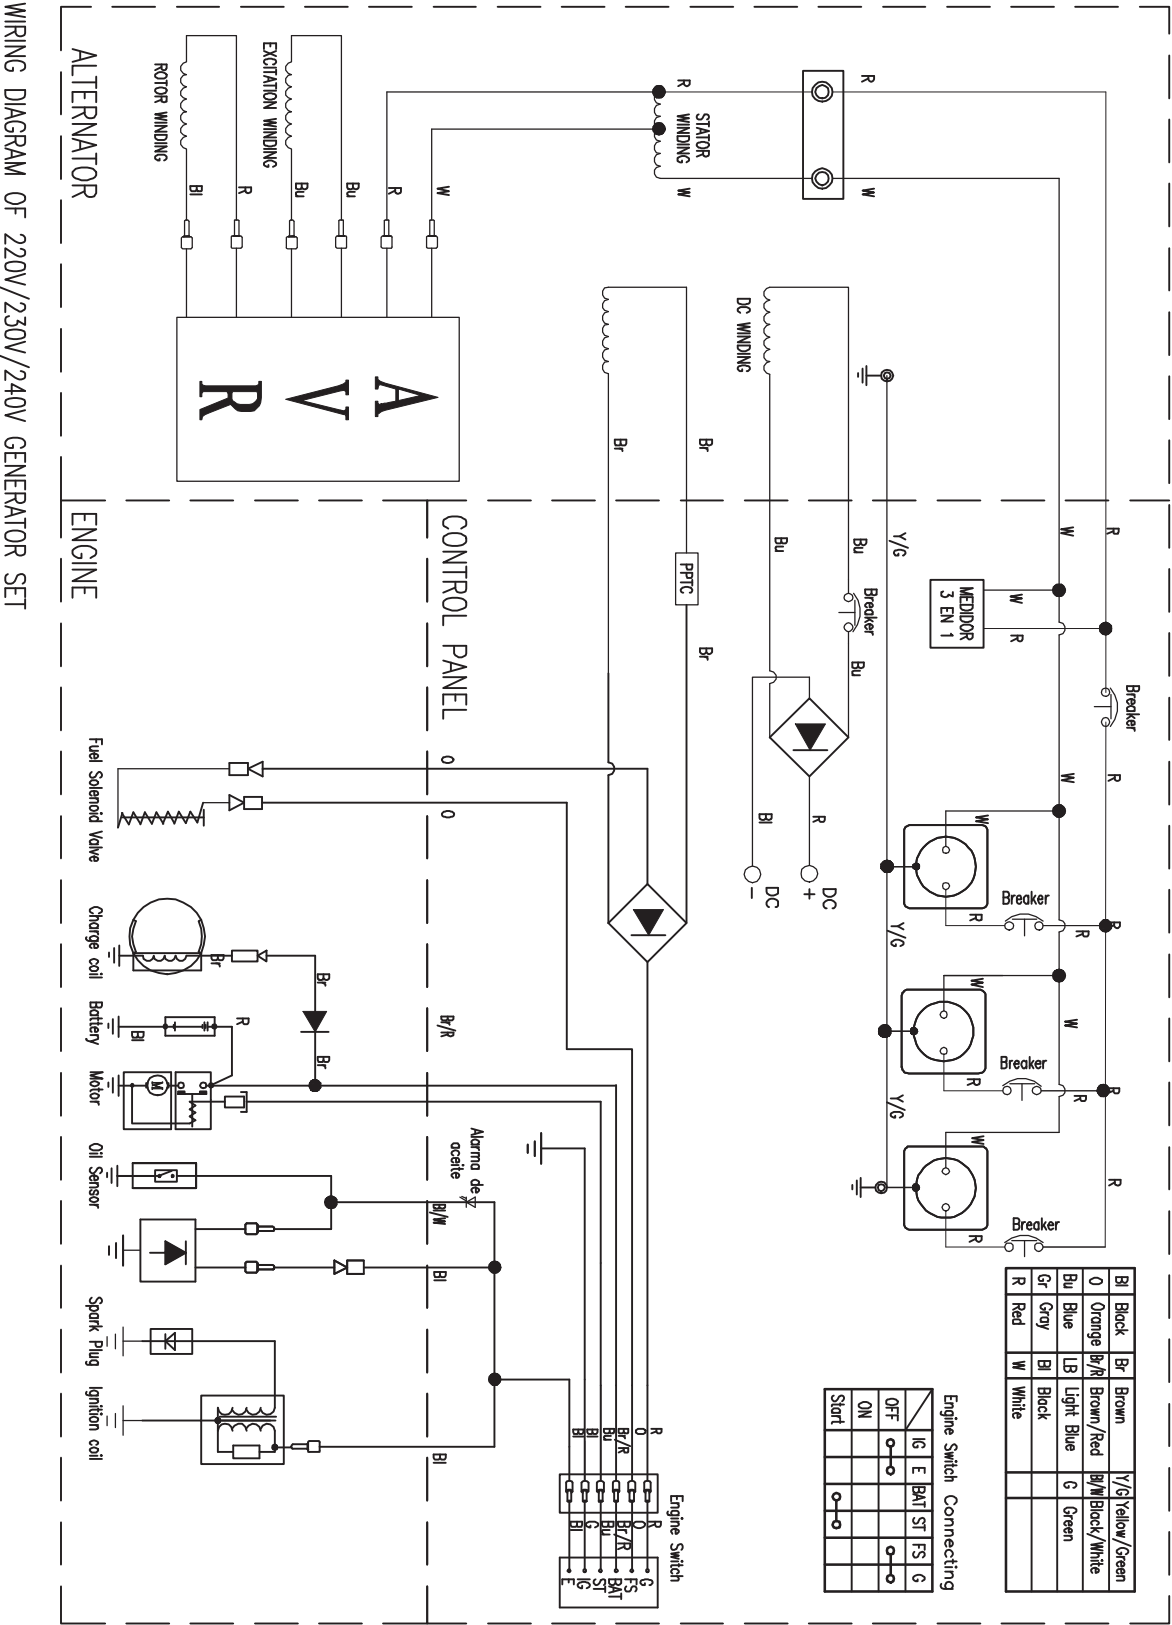 WIRING DIAGRAM OF 220V/230V/240V GENERATOR SET
ALTERNATOR
ENGINE
CONTROL PANEL
ROTOR WINDING
EXCITATION WINDING
STATOR
WINDING
DC WINDING
Bl
R
Bu
Bu
R
W
R
W
R
W
A
V
R
Br
Br
Bu
Bu
Y/G
W
R
PPTC
Br
Breaker
Bu
MEDIDOR
3 EN 1
W
R
Breaker
W
R
Bl
R
DC
-
DC
+
W
R
Breaker
R
R
Y/G
W
R
Breaker
R
R
W
Y/G
W
R
Breaker
R
O
O
Br/R
Bl/W
Bl
Bl
Fuel Solenoid Valve
Charge coil
Battery
Motor
Oil Sensor
Spark Plug
Ignition coil
Br
Br
Br
R
Bl
M
Alarma de
aceite
R
O
Br/R
Bu
Bl
Bl
Engine Switch
R
O
Br/R
Bu
G
Bl
G
FS
BAT
ST
IG
E
Bl Black Br Brown Y/G Yellow/Green
O Orange Br/R Brown/Red Bl/W Black/White
Bu Blue LB Light Blue G Green
Gr Gray Bl Black
R Red W White
Engine Switch Connecting
IG E BAT ST FS G
OFF
ON
Start